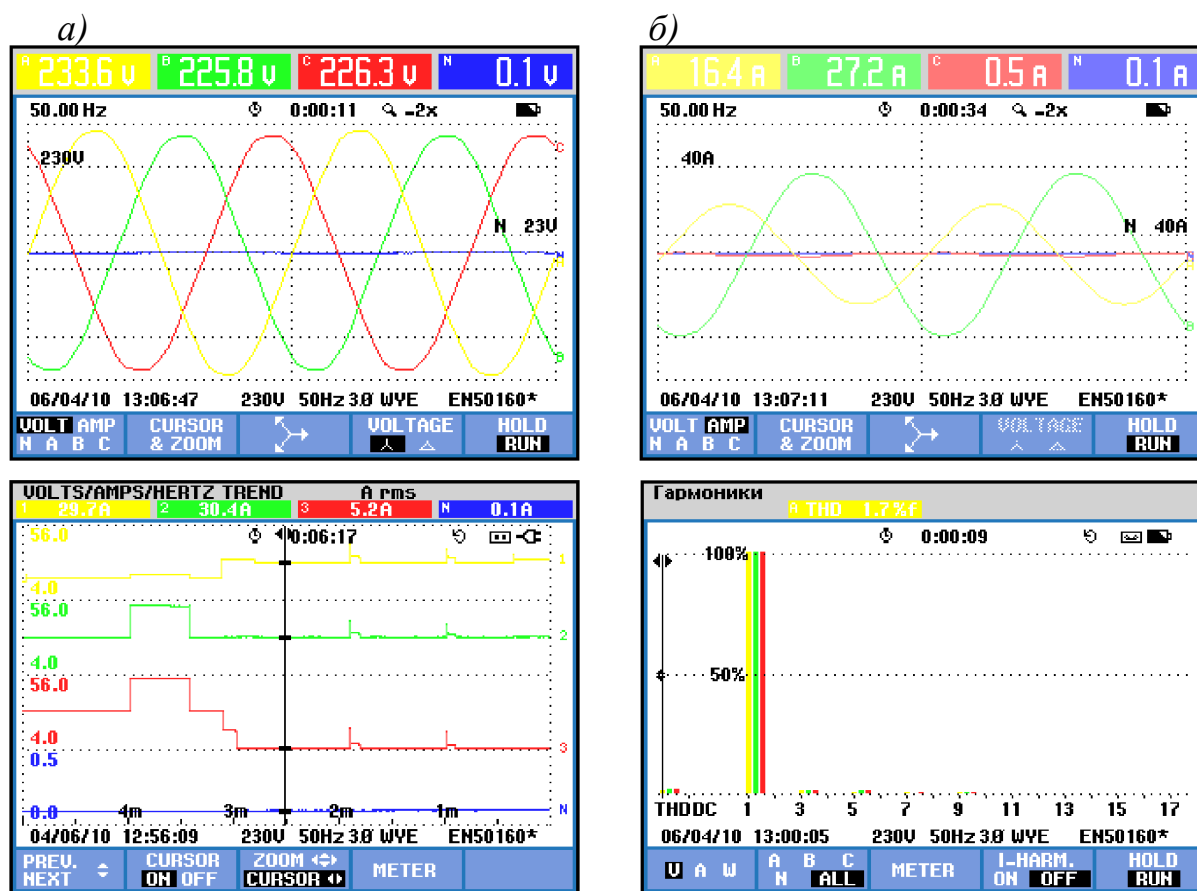 а)
A 233.6 V B 225.8 V C 226.3 V N 0.1 V
50.00 Hz 0:00:11 -2x
230V
C
N 23V
N
A
B
06/04/10 13:06:47 230V 50Hz 3.0 WYE EN50160*
VOLT AMP CURSOR VOLTAGE HOLD
N A B C & ZOOM RUN
б)
A 16.4 A B 27.2 A C 0.5 A N 0.1 A
50.00 Hz 0:00:34 -2x
40A
N 40A
N
A
B
06/04/10 13:07:11 230V 50Hz 3.0 WYE EN50160*
VOLT AMP CURSOR VOLTAGE HOLD
N A B C & ZOOM RUN
VOLTS/AMPS/HERTZ TREND A rms
1 29.7A 2 30.4A 3 5.2A N 0.1A
56.0 0:06:17
1
4.0
56.0
2
4.0
56.0
4.0
3
0.5
0.0 4m 3m 2m 1m N
04/06/10 12:56:09 230V 50Hz 3.0 WYE EN50160*
PREV. CURSOR ZOOM METER
NEXT ON OFF CURSOR
Гармоники
A THD 1.7%f
0:00:09
100%
50%
THDDC 1 3 5 7 9 11 13 15 17
06/04/10 13:00:05 230V 50Hz 3.0 WYE EN50160*
V A W A B C METER I-HARM. HOLD
N ALL ON OFF RUN